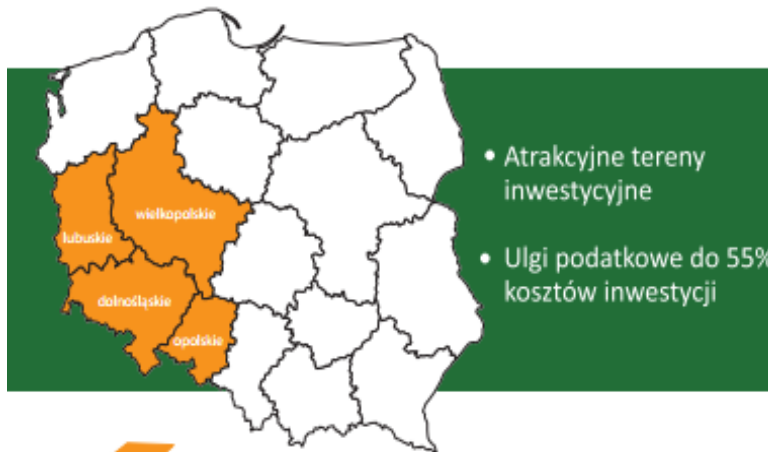 wielkopolskie
lubuskie
dolnośląskie
opolskie
• Atrakcyjne tereny
inwestycyjne
• Ulgi podatkowe do 55%
kosztów inwestycji